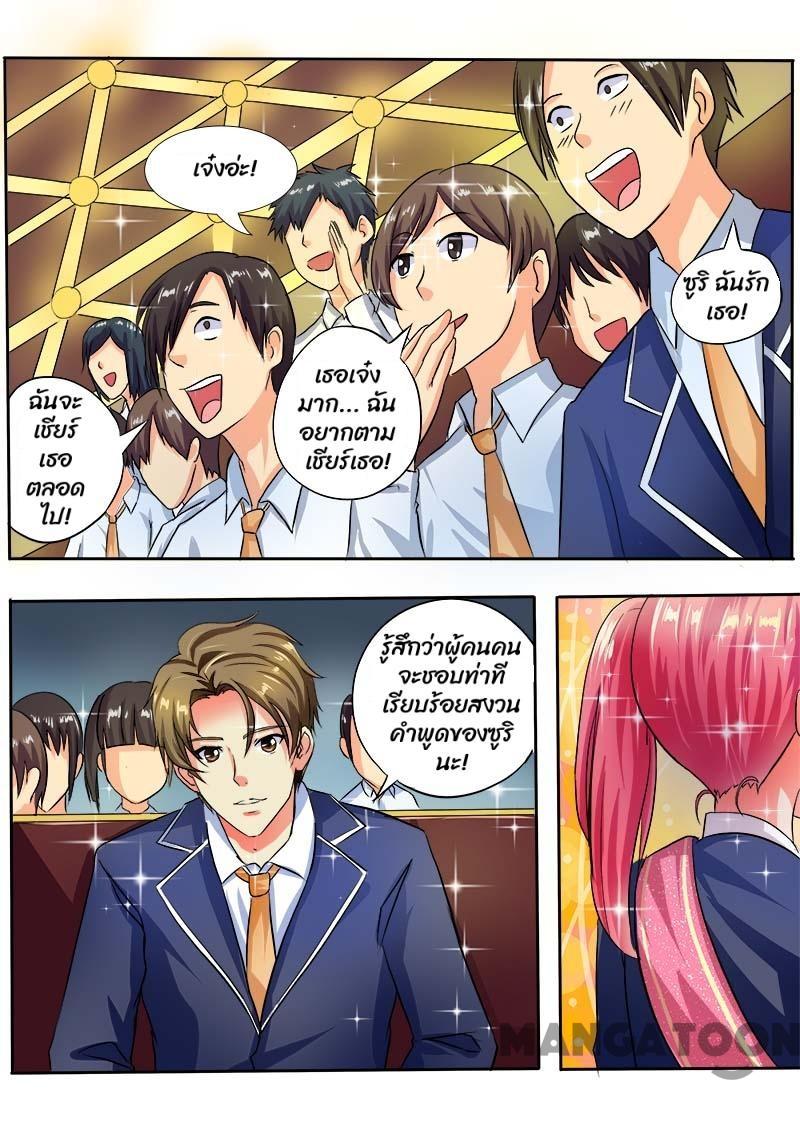 เจ๋งอ่ะ!
ซูริ ฉันรัก
เธอ!
เธอเจ๋ง
มาก... ฉัน
อยากตาม
เชียร์เธอ!
ฉันจะ
เชียร์
เธอ
ตลอด
ไป!
รู้สึกว่าผู้คนคน
จะชอบท่าที
เรียบร้อยสงวน
คำพูดของซูริ
นะ!
MANGATOON